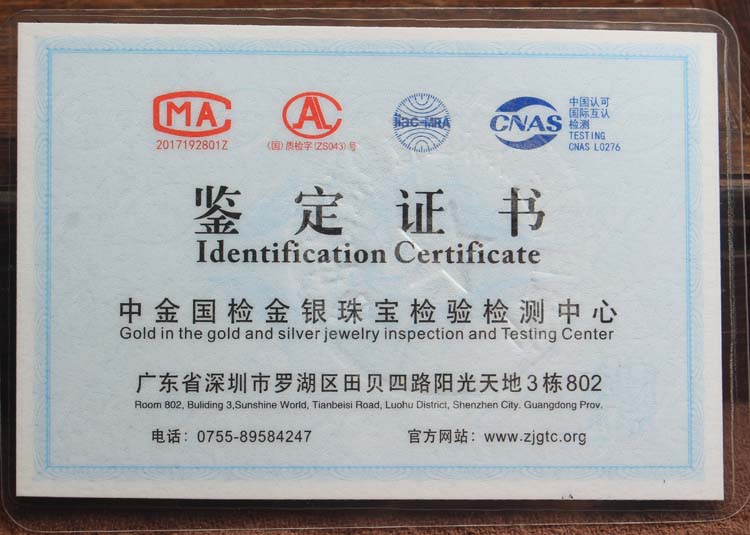 CMA
2017192801Z
CAL
(国)质检字(ZS043)号
ilac-MRA
CNAS
中国认可
国际互认
检测
TESTING
CNAS L0276
鉴定证书
Identification Certificate
中金国检金银珠宝检验检测中心
Gold in the gold and silver jewelry inspection and Testing Center
广东省深圳市罗湖区田贝四路阳光天地3栋802
Room 802, Buliding 3,Sunshine World, Tianbeisi Road, Luohu District, Shenzhen City. Guangdong Prov.
电话：0755-89584247
官方网站：www.zjgtc.org